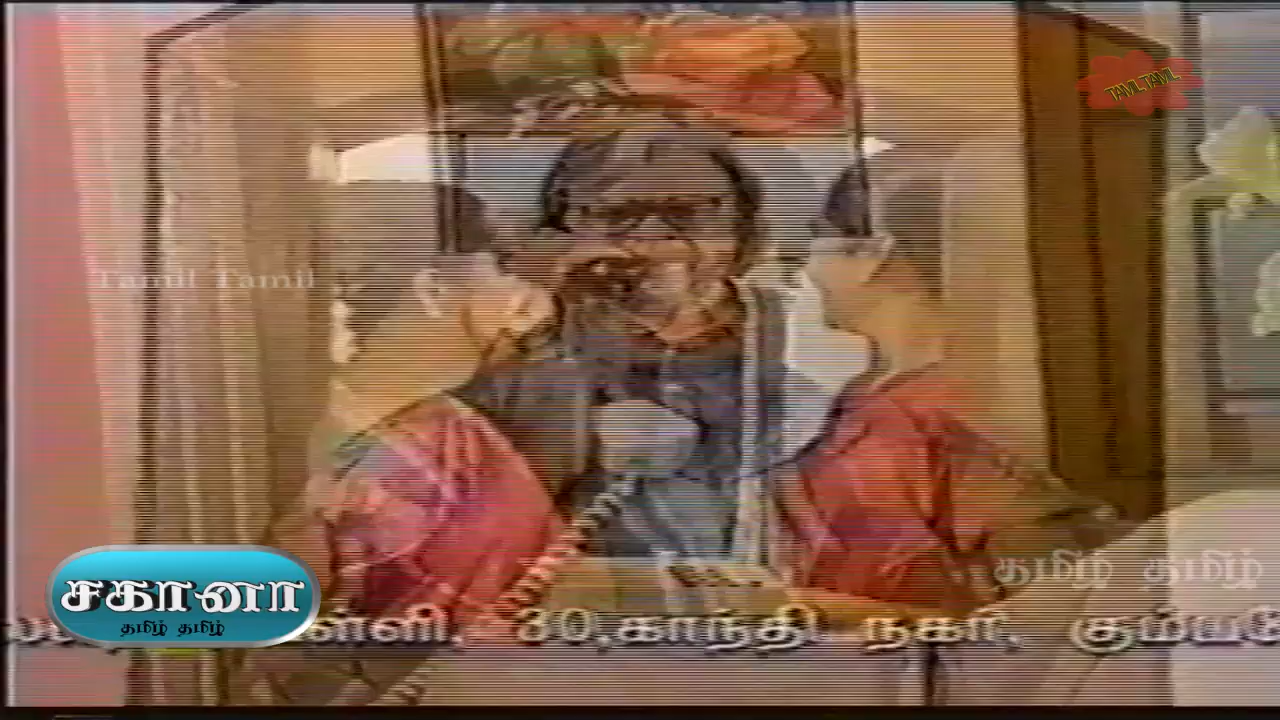 TAMIL TAMIL
Tamil Tamil
தமிழ் தமிழ்
சகானா
தமிழ் தமிழ்
80,காந்தி நகர்,